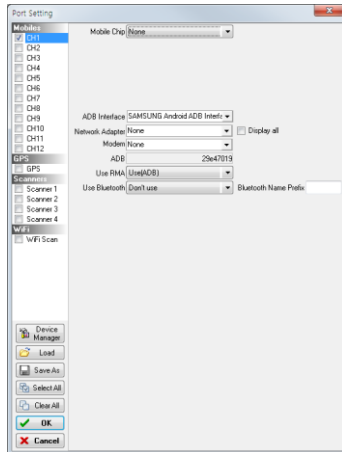 Port Setting
Mobiles
CH1
CH2
CH3
CH4
CH5
CH6
CH7
CH8
CH9
CH10
CH11
CH12
GPS
GPS
Scanners
Scanner 1
Scanner 2
Scanner 3
Scanner 4
WiFi
WiFi Scan
Device Manager
Load
Save As
Select All
Clear All
OK
Cancel
Mobile Chip None
ADB Interface SAMSUNG Android ADB Interfa
Network Adapter None Display all
Modem None
ADB 29e47019
Use RMA Use(ADB)
Use Bluetooth Don't use Bluetooth Name Prefix